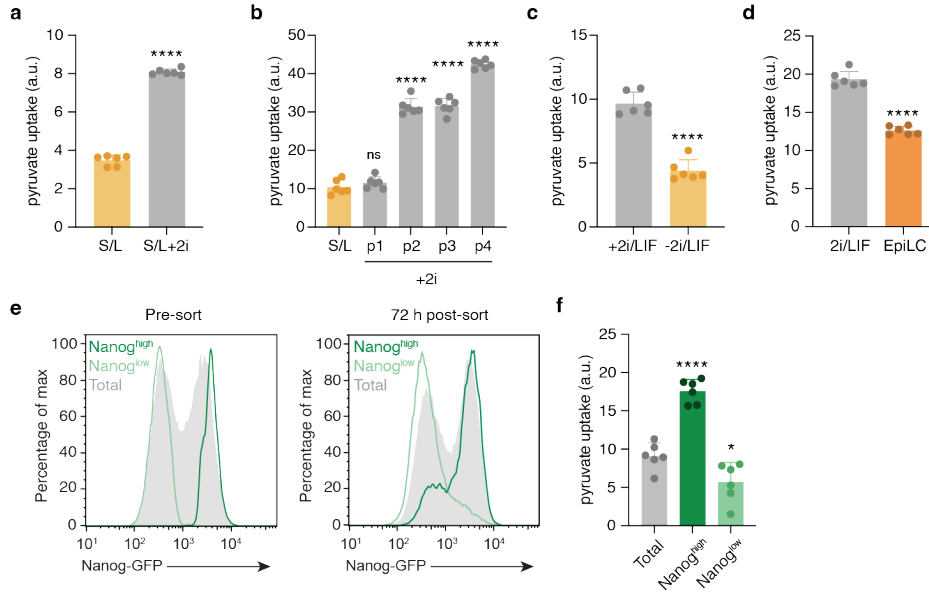 a
pyruvate uptake (a.u.)
10
8
6
4
2
0
****
S/L
S/L+2i
b
pyruvate uptake (a.u.)
50
40
30
20
10
0
ns
****
****
****
S/L
p1
p2
p3
p4
+2i
c
pyruvate uptake (a.u.)
15
10
5
0
****
+2i/LIF
-2i/LIF
d
pyruvate uptake (a.u.)
25
20
15
10
5
0
****
2i/LIF
EpiLC
e
Pre-sort
Percentage of max
100
80
60
40
20
0
Nanog^high
Nanog^low
Total
10^1
10^2
10^3
10^4
Nanog-GFP
72 h post-sort
Percentage of max
100
80
60
40
20
0
Nanog^high
Nanog^low
Total
10^1
10^2
10^3
10^4
Nanog-GFP
f
pyruvate uptake (a.u.)
25
20
15
10
5
0
****
*
Total
Nanog^high
Nanog^low